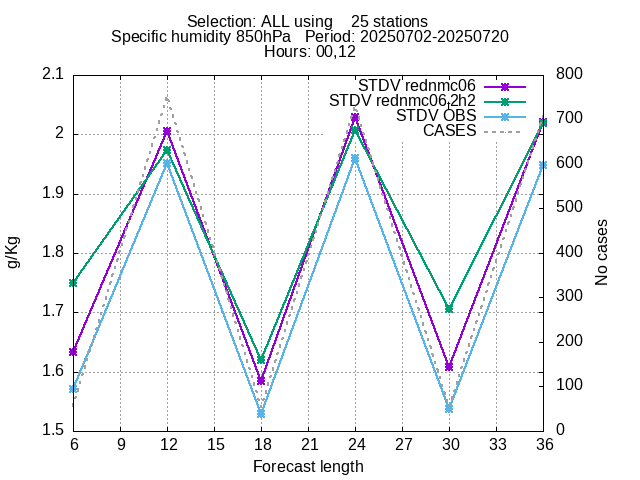 Selection: ALL using    25 stations
Specific humidity 850hPa   Period: 20250702-20250720
Hours: 00,12
STDV rednmc06
STDV rednmc06,2h2
STDV OBS
CASES
2.1
2
1.9
1.8
1.7
1.6
1.5
800
700
600
500
400
300
200
100
0
g/Kg
No cases
6 9 12 15 18 21 24 27 30 33 36
Forecast length